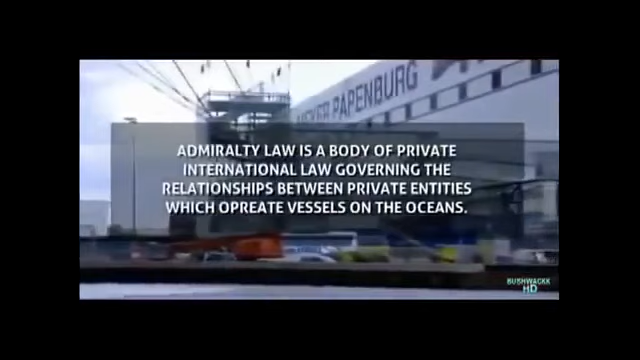 MEYER PAPENBURG
ADMIRALTY LAW IS A BODY OF PRIVATE
INTERNATIONAL LAW GOVERNING THE
RELATIONSHIPS BETWEEN PRIVATE ENTITIES
WHICH OPREATE VESSELS ON THE OCEANS.
BUSHWACKK
HD